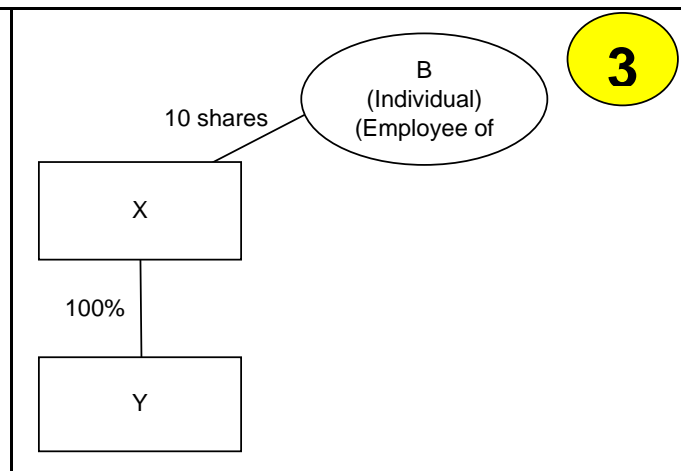 3
B
(Individual)
(Employee of
10 shares
X
100%
Y